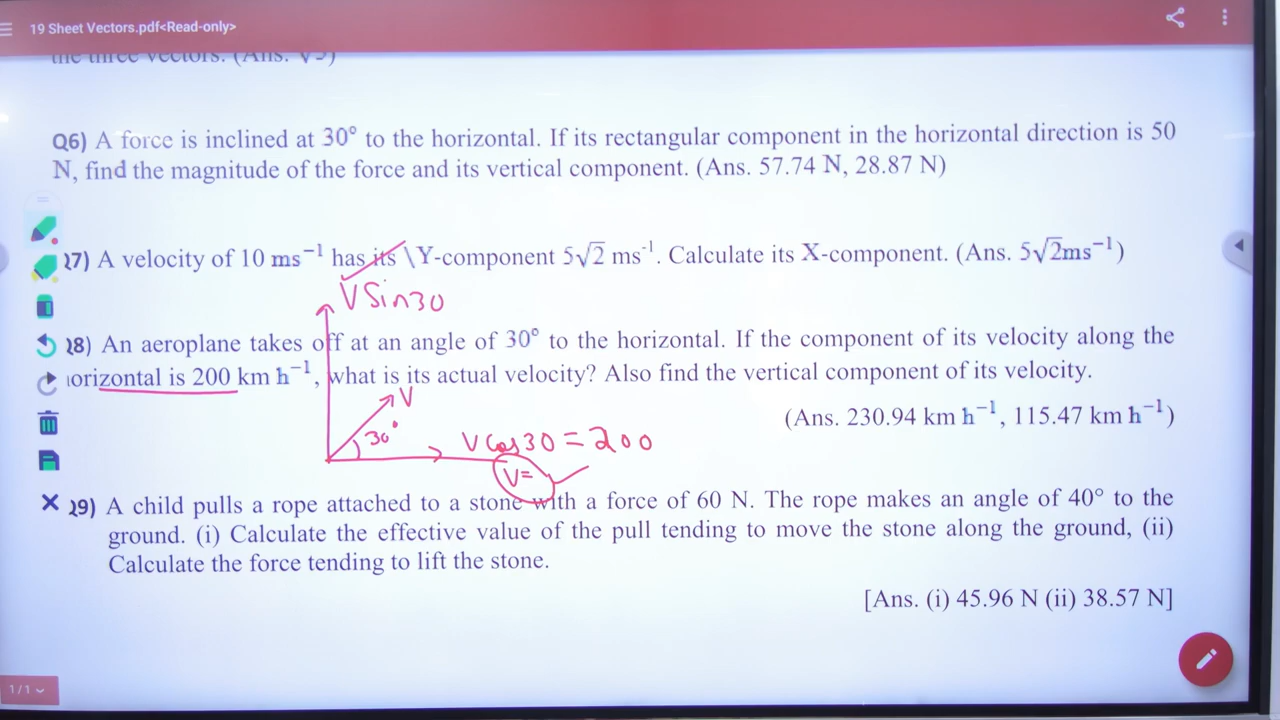 19 Sheet Vectors.pdf<Read-only>
the three vectors. (Ans. √3)
Q6) A force is inclined at 30° to the horizontal. If its rectangular component in the horizontal direction is 50
N, find the magnitude of the force and its vertical component. (Ans. 57.74 N, 28.87 N)
27) A velocity of 10 ms⁻¹ has its \Y-component 5√2 ms⁻¹. Calculate its X-component. (Ans. 5√2ms⁻¹)
V Sin30
28) An aeroplane takes off at an angle of 30° to the horizontal. If the component of its velocity along the
orizontal is 200 km h⁻¹, what is its actual velocity? Also find the vertical component of its velocity.
V
30°
(Ans. 230.94 km h⁻¹, 115.47 km h⁻¹)
V Cos30 = 200
V=
29) A child pulls a rope attached to a stone with a force of 60 N. The rope makes an angle of 40° to the
ground. (i) Calculate the effective value of the pull tending to move the stone along the ground, (ii)
Calculate the force tending to lift the stone.
[Ans. (i) 45.96 N (ii) 38.57 N]
1/1